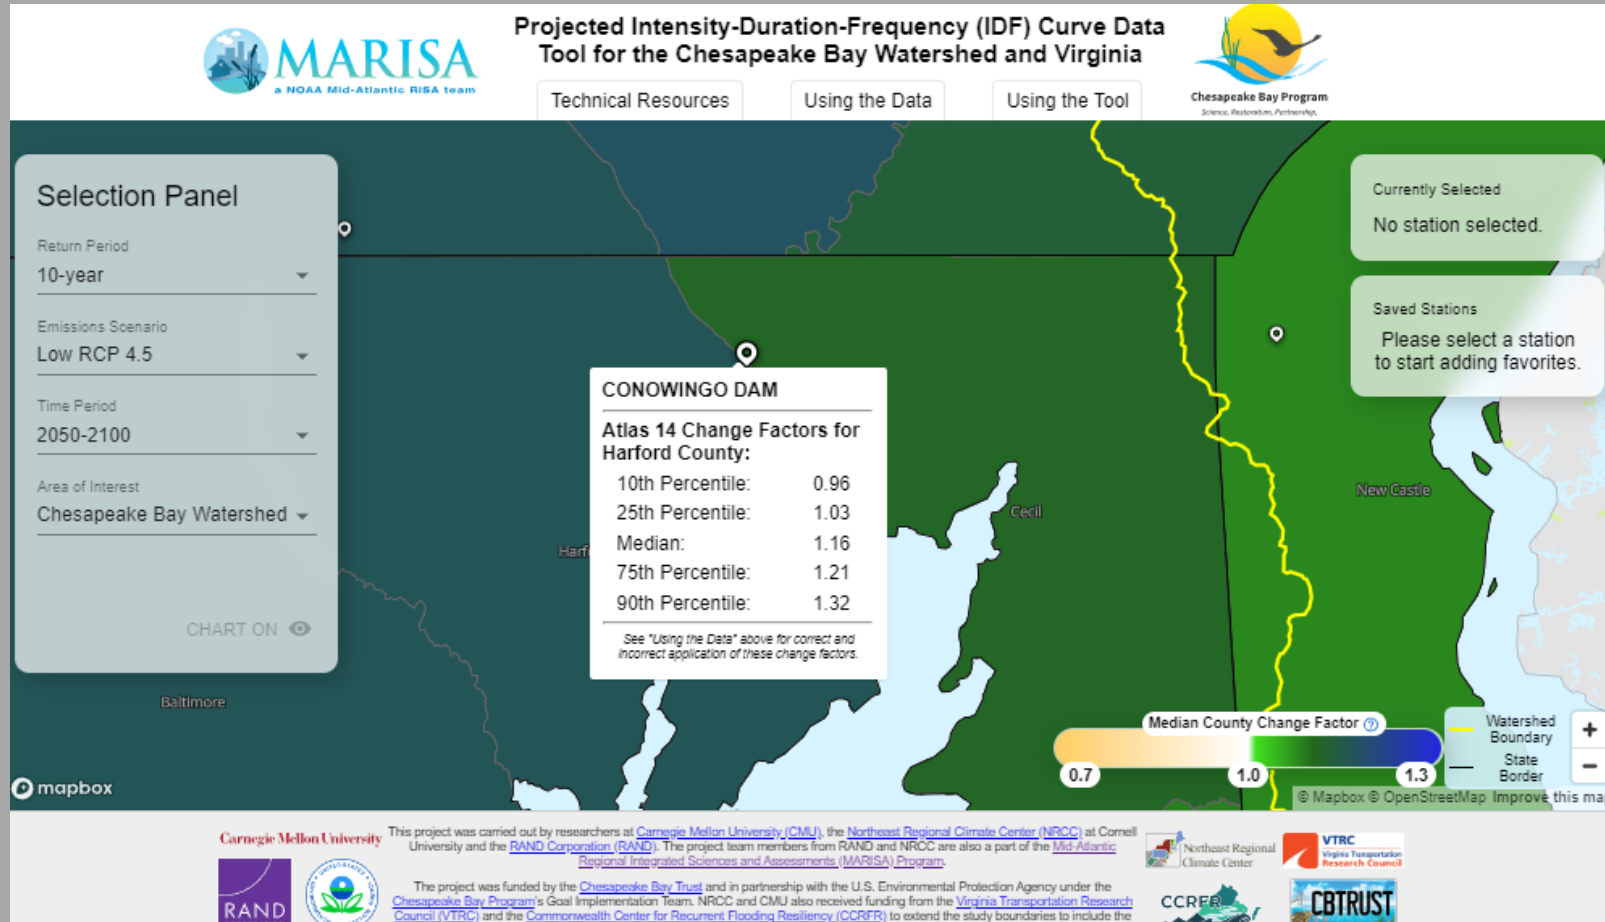 MARISA
a NOAA Mid-Atlantic RISA team
Projected Intensity-Duration-Frequency (IDF) Curve Data
Tool for the Chesapeake Bay Watershed and Virginia
Technical Resources
Using the Data
Using the Tool
Chesapeake Bay Program
Science. Restoration. Partnership.
Selection Panel
Return Period
10-year
Emissions Scenario
Low RCP 4.5
Time Period
2050-2100
Area of Interest
Chesapeake Bay Watershed
CHART ON
Currently Selected
No station selected.
Saved Stations
Please select a station
to start adding favorites.
CONOWINGO DAM
Atlas 14 Change Factors for
Harford County:
10th Percentile: 0.96
25th Percentile: 1.03
Median: 1.16
75th Percentile: 1.21
90th Percentile: 1.32
See "Using the Data" above for correct and
incorrect application of these change factors.
Harf
Cecil
New Castle
Baltimore
Median County Change Factor ?
0.7 1.0 1.3
Watershed
Boundary
State
Border
+
−
mapbox
© Mapbox © OpenStreetMap Improve this ma
Carnegie Mellon University
RAND
This project was carried out by researchers at Carnegie Mellon University (CMU), the Northeast Regional Climate Center (NRCC) at Cornell
University and the RAND Corporation (RAND). The project team members from RAND and NRCC are also a part of the Mid-Atlantic
Regional Integrated Sciences and Assessments (MARISA) Program.
The project was funded by the Chesapeake Bay Trust and in partnership with the U.S. Environmental Protection Agency under the
Chesapeake Bay Program's Goal Implementation Team. NRCC and CMU also received funding from the Virginia Transportation Research
Council (VTRC) and the Commonwealth Center for Recurrent Flooding Resiliency (CCRFR) to extend the study boundaries to include the
Northeast Regional
Climate Center
VTRC
Virginia Transportation
Research Council
CCRFR
CBTRUST